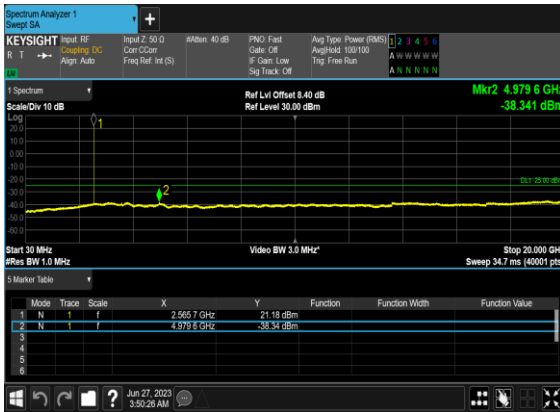 Spectrum Analyzer 1
Swept SA
KEYSIGHT Input: RF Input Z: 50 Ω #Atten: 40 dB PNO: Fast Avg Type: Power (RMS) 1 2 3 4 5 6
R T Coupling: DC Corr CCorr Gate: Off Avg|Hold: 100/100 A W W W W W
Align: Auto Freq Ref: Int (S) IF Gain: Low Trig: Free Run
Sig Track: Off A N N N N N
1 Spectrum
Scale/Div 10 dB
Ref Lvl Offset 8.40 dB
Ref Level 30.00 dBm
Mkr2 4.979 6 GHz
-38.341 dBm
Log
20.0
10.0
0.00
-10.0
-20.0
-30.0
-40.0
-50.0
-60.0
1
2
DL1 -25.00 dBm
Start 30 MHz Video BW 3.0 MHz* Stop 20.000 GHz
#Res BW 1.0 MHz Sweep 34.7 ms (40001 pts)
5 Marker Table
Mode Trace Scale X Y Function Function Width Function Value
1 N 1 f 2.565 7 GHz 21.18 dBm
2 N 1 f 4.979 6 GHz -38.34 dBm
3
4
5
6
?
Jun 27, 2023
3:50:26 AM